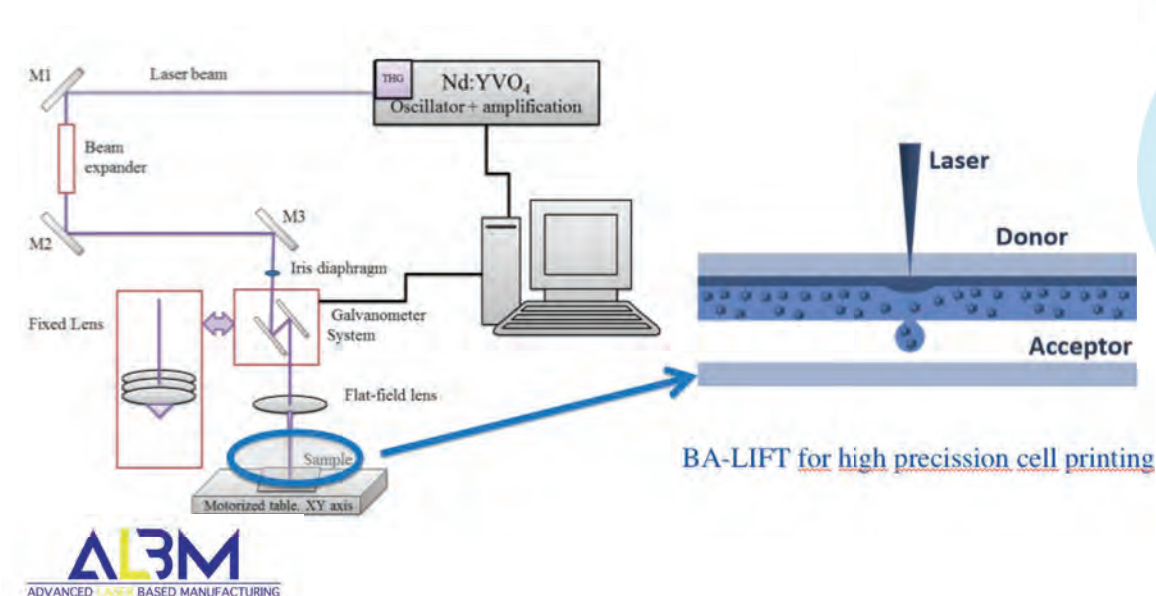 M1
Laser beam
THG
Nd:YVO₄
Oscillator + amplification
Beam
expander
M2
M3
Iris diaphragm
Fixed Lens
Galvanometer
System
Flat-field lens
Sample
Motorized table. XY axis
Laser
Donor
Acceptor
BA-LIFT for high precission cell printing
ALBM
ADVANCED LASER BASED MANUFACTURING